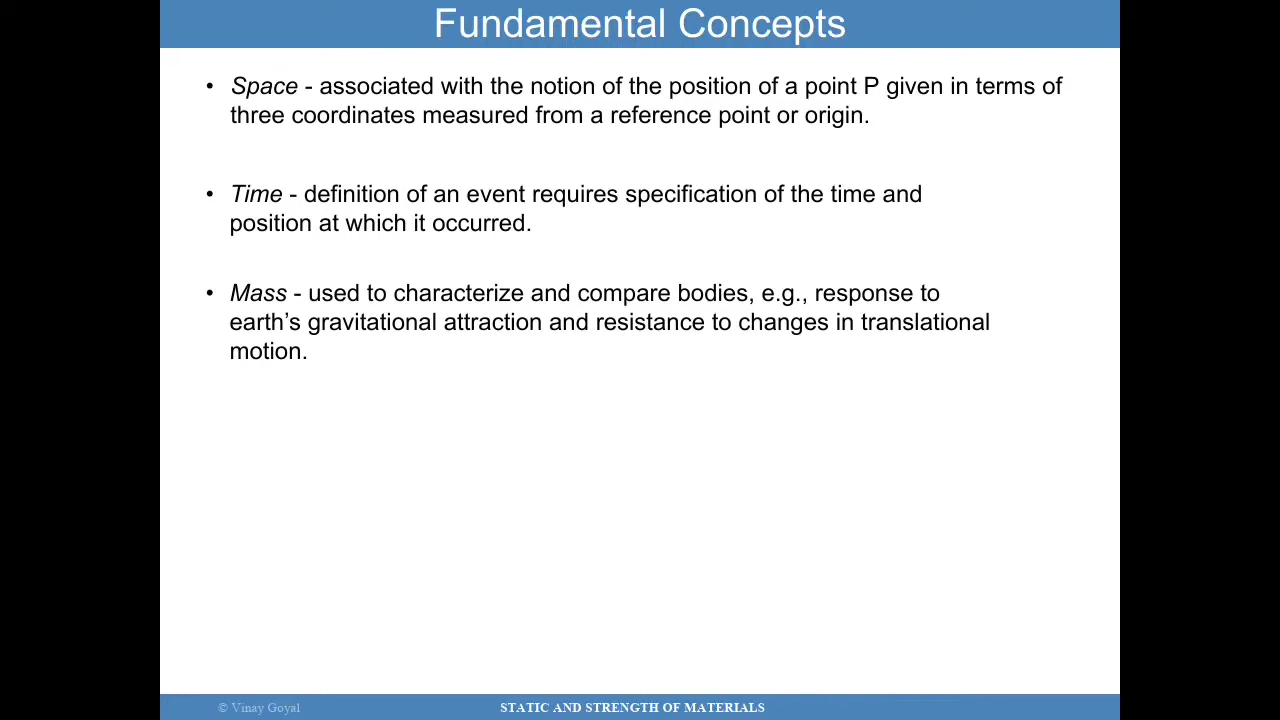 Fundamental Concepts
• Space - associated with the notion of the position of a point P given in terms of
three coordinates measured from a reference point or origin.
• Time - definition of an event requires specification of the time and
position at which it occurred.
• Mass - used to characterize and compare bodies, e.g., response to
earth’s gravitational attraction and resistance to changes in translational
motion.
© Vinay Goyal STATIC AND STRENGTH OF MATERIALS